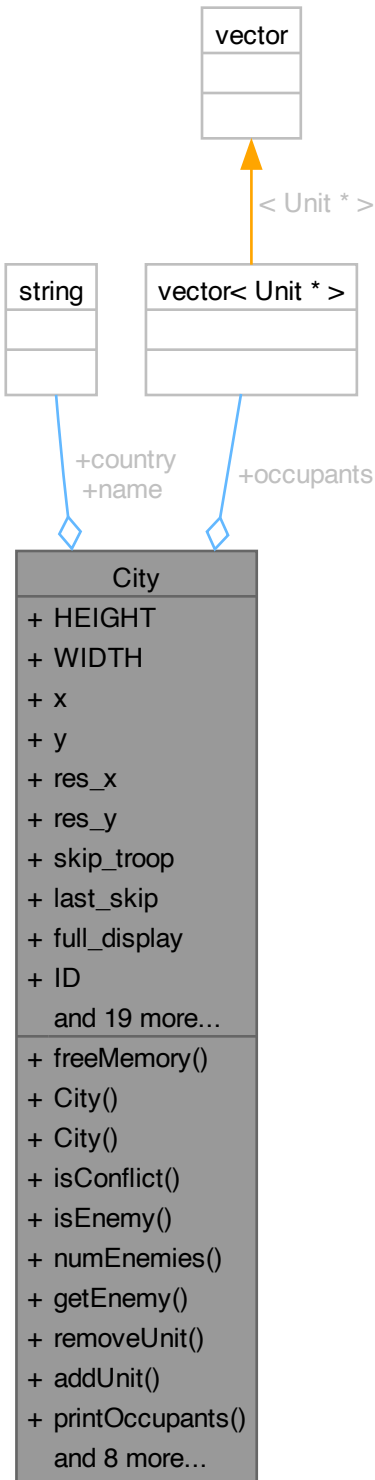 vector
< Unit * >
string
vector< Unit * >
+country
+name
+occupants
City
+ HEIGHT
+ WIDTH
+ x
+ y
+ res_x
+ res_y
+ skip_troop
+ last_skip
+ full_display
+ ID
and 19 more...
+ freeMemory()
+ City()
+ City()
+ isConflict()
+ isEnemy()
+ numEnemies()
+ getEnemy()
+ removeUnit()
+ addUnit()
+ printOccupants()
and 8 more...